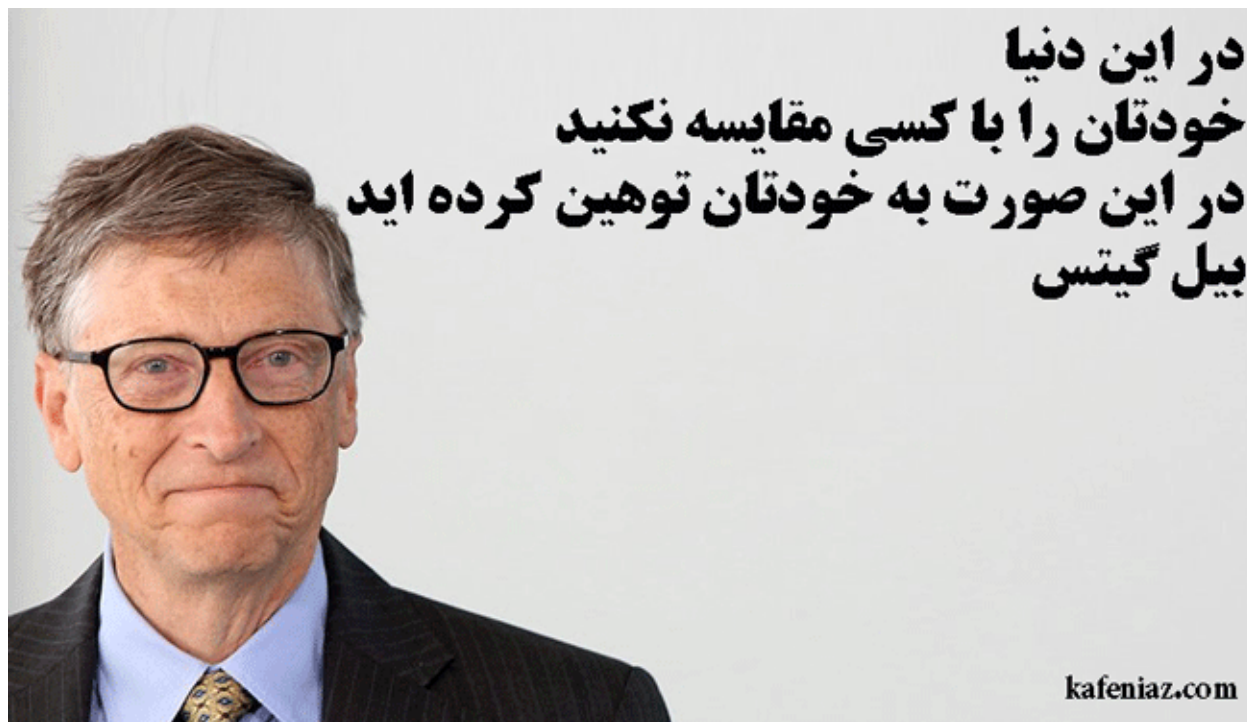 در این دنیا
خودتان را با کسی مقایسه نکنید
در این صورت به خودتان توهین کرده اید
بیل گیتس
kafeniaz.com